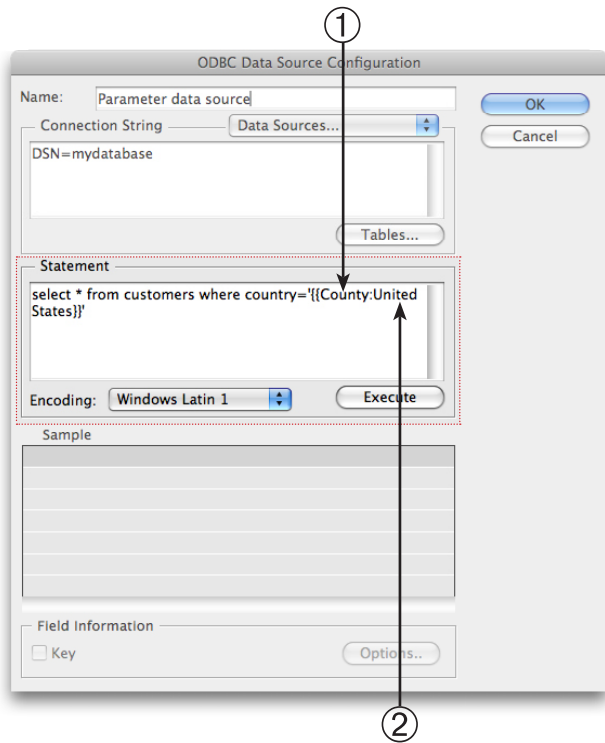 ①
ODBC Data Source Configuration
Name: Parameter data source
OK
Connection String Data Sources...
Cancel
DSN=mydatabase
Tables...
Statement
select * from customers where country='{{County:United
States}}'
Encoding: Windows Latin 1 Execute
Sample
Field Information
Key Options..
②